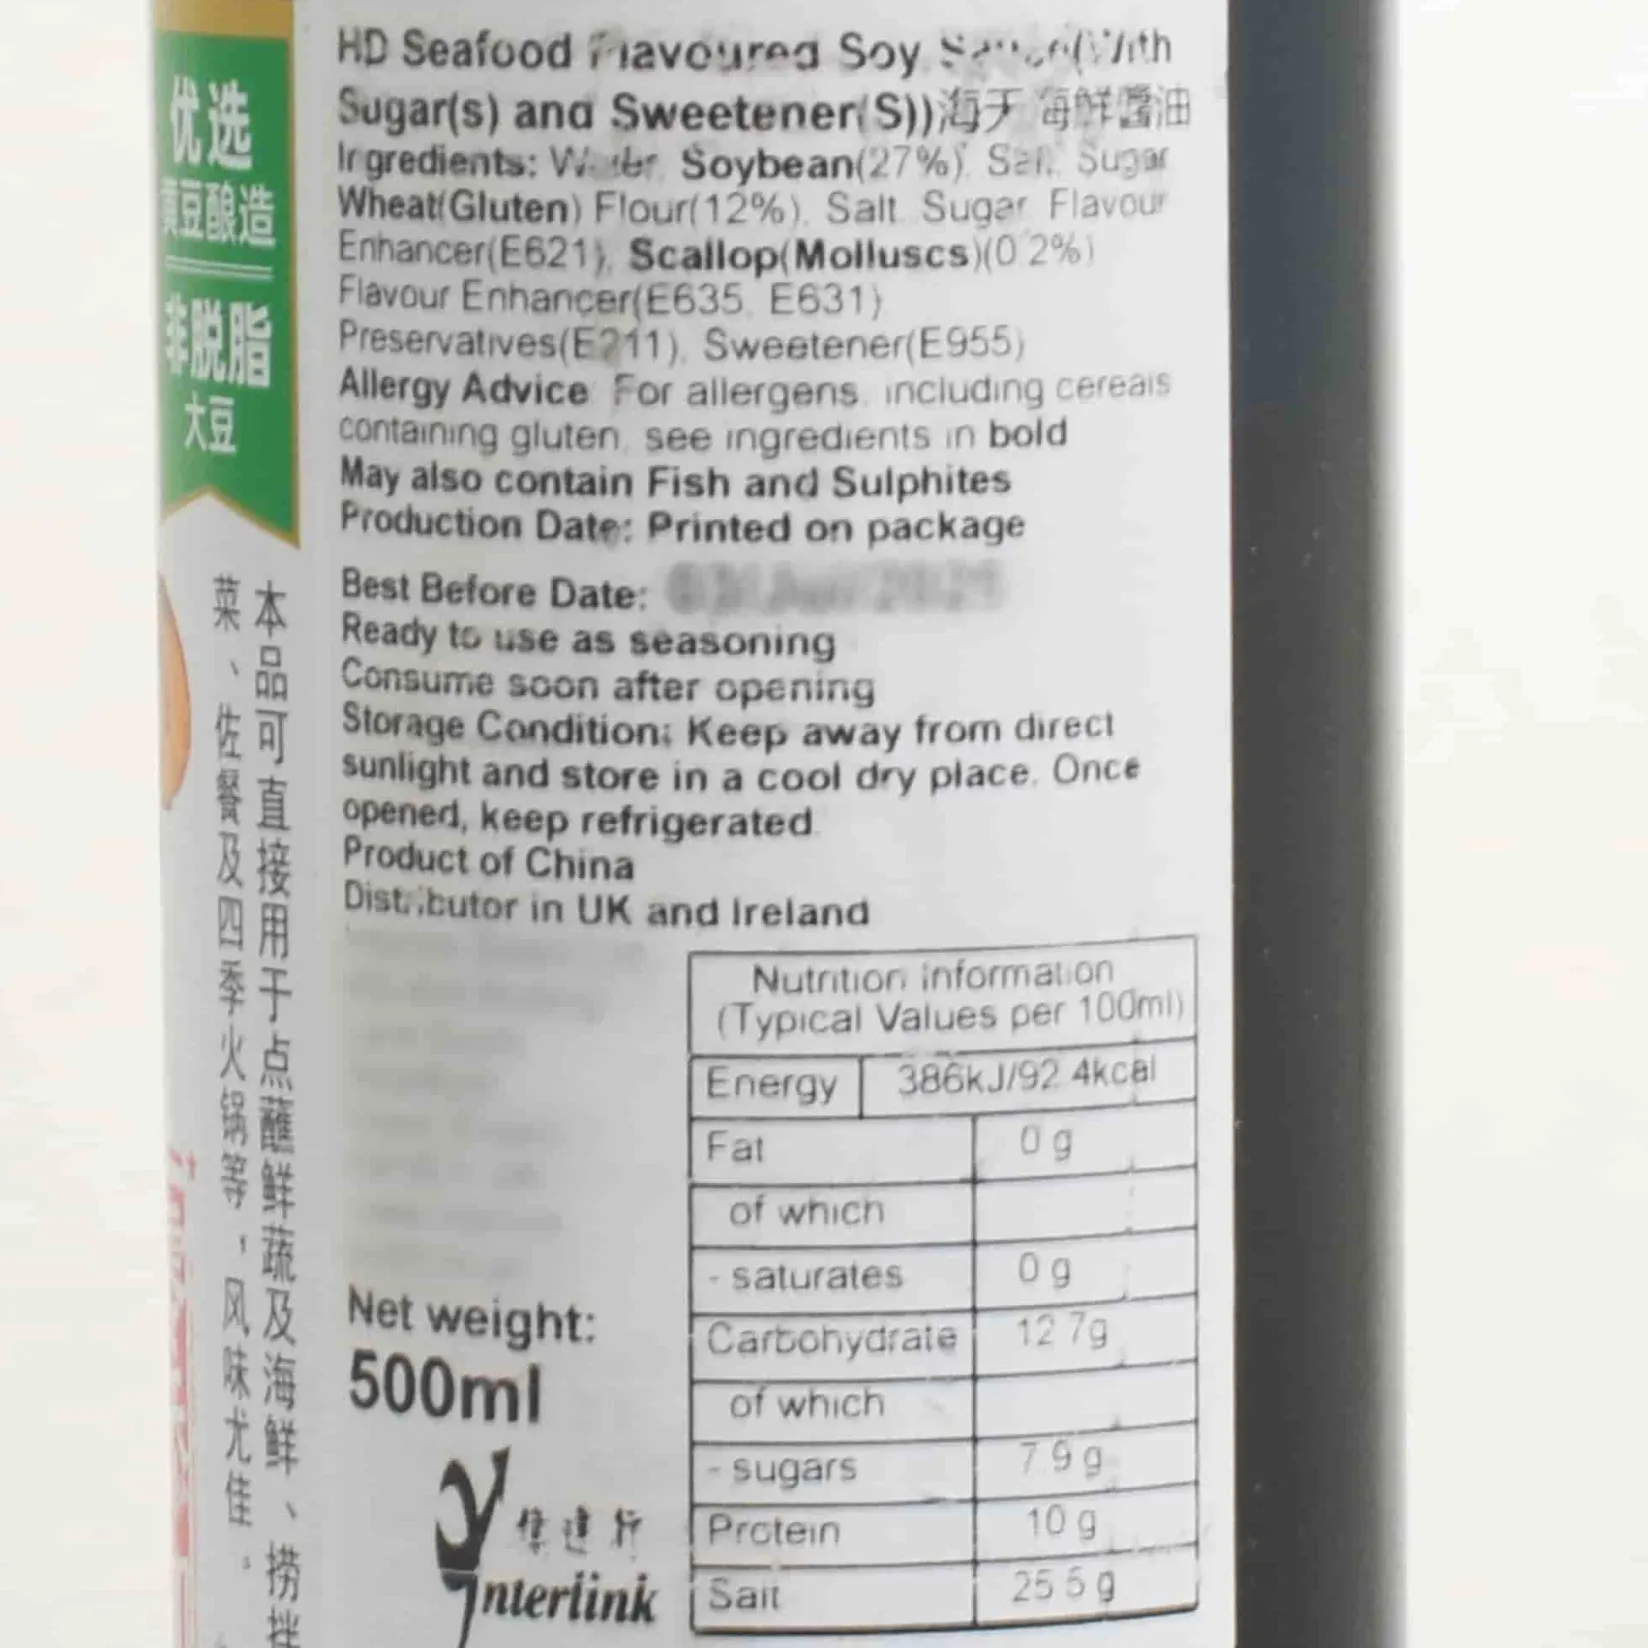 优选
黄豆酿造
非脱脂
大豆
本品可直接用于点蘸鲜蔬及海鲜、捞拌
菜、佐餐及四季火锅等，风味尤佳。
HD Seafood Flavoured Soy Sauce(With
Sugar(s) and Sweetener(S))海天 海鮮醬油
Ingredients: Water, Soybean(27%), Salt, Sugar
Wheat(Gluten) Flour(12%), Salt Sugar Flavour
Enhancer(E621), Scallop(Molluscs)(0.2%)
Flavour Enhancer(E635, E631)
Preservatives(E211), Sweetener(E955)
Allergy Advice For allergens, including cereals
containing gluten, see ingredients in bold
May also contain Fish and Sulphites
Production Date: Printed on package
Best Before Date:
Ready to use as seasoning
Consume soon after opening
Storage Condition: Keep away from direct
sunlight and store in a cool dry place. Once
opened, keep refrigerated
Product of China
Distributor in UK and Ireland
Nutrition Information
(Typical Values per 100ml)
Energy 386kJ/92.4kcal
Fat 0 g
of which
- saturates 0 g
Carbohydrate 12.7g
of which
- sugars 7.9 g
Protein 10 g
Salt 25.5 g
Net weight:
500ml
行
Interlink